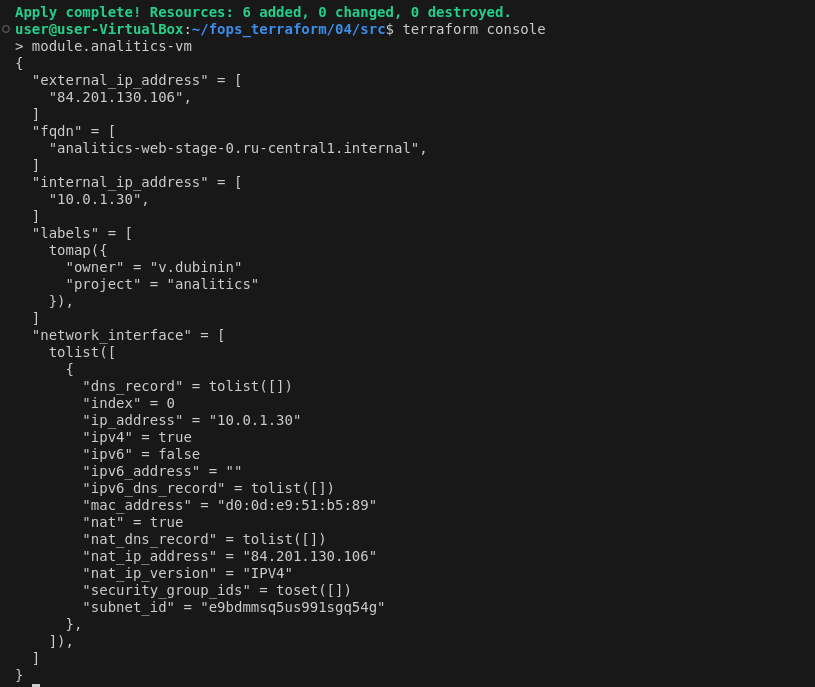 Apply complete! Resources: 6 added, 0 changed, 0 destroyed.
user@user-VirtualBox:~/fops_terraform/04/src$ terraform console
> module.analitics-vm
{
  "external_ip_address" = [
    "84.201.130.106",
  ]
  "fqdn" = [
    "analitics-web-stage-0.ru-central1.internal",
  ]
  "internal_ip_address" = [
    "10.0.1.30",
  ]
  "labels" = [
    tomap({
      "owner" = "v.dubinin"
      "project" = "analitics"
    }),
  ]
  "network_interface" = [
    tolist([
      {
        "dns_record" = tolist([])
        "index" = 0
        "ip_address" = "10.0.1.30"
        "ipv4" = true
        "ipv6" = false
        "ipv6_address" = ""
        "ipv6_dns_record" = tolist([])
        "mac_address" = "d0:0d:e9:51:b5:89"
        "nat" = true
        "nat_dns_record" = tolist([])
        "nat_ip_address" = "84.201.130.106"
        "nat_ip_version" = "IPV4"
        "security_group_ids" = toset([])
        "subnet_id" = "e9bdmmsq5us991sgq54g"
      },
    ]),
  ]
}